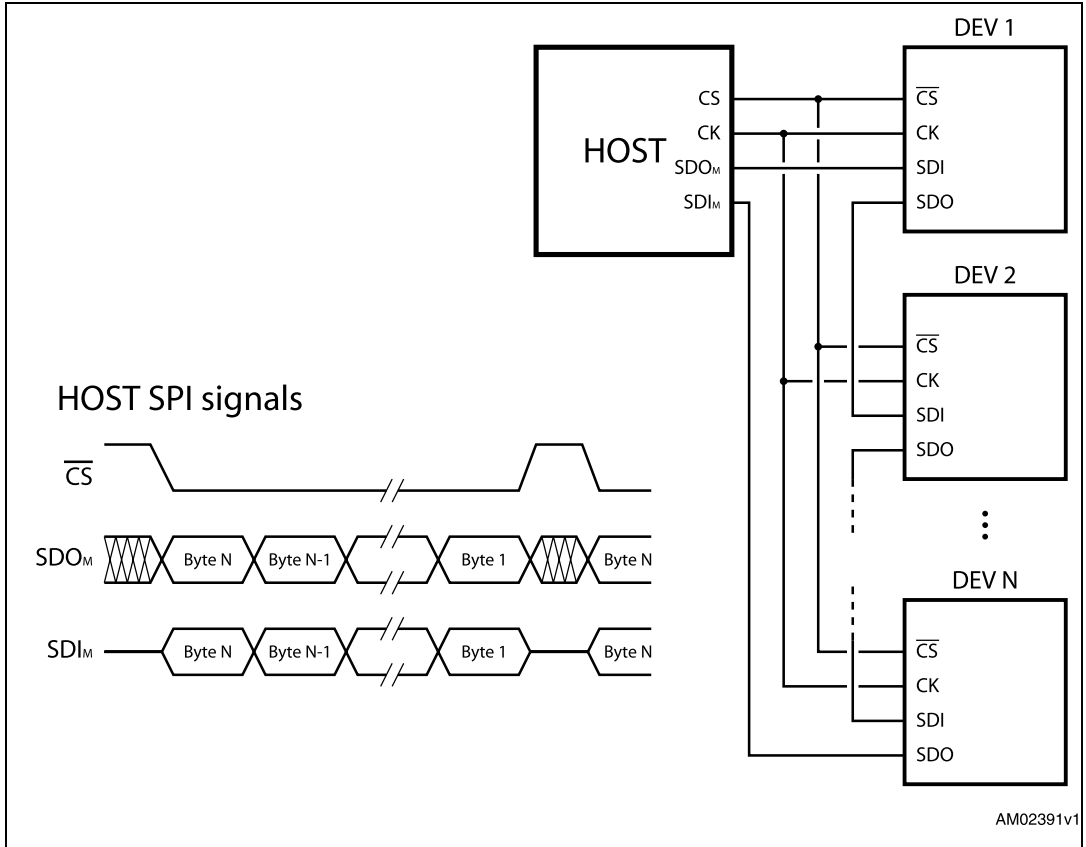 DEV 1
HOST
CS
CK
SDOM
SDIM
CS
CK
SDI
SDO
DEV 2
CS
CK
SDI
SDO
HOST SPI signals
CS
SDOM
Byte N
Byte N-1
Byte 1
Byte N
SDIM
Byte N
Byte N-1
Byte 1
Byte N
DEV N
CS
CK
SDI
SDO
AM02391v1